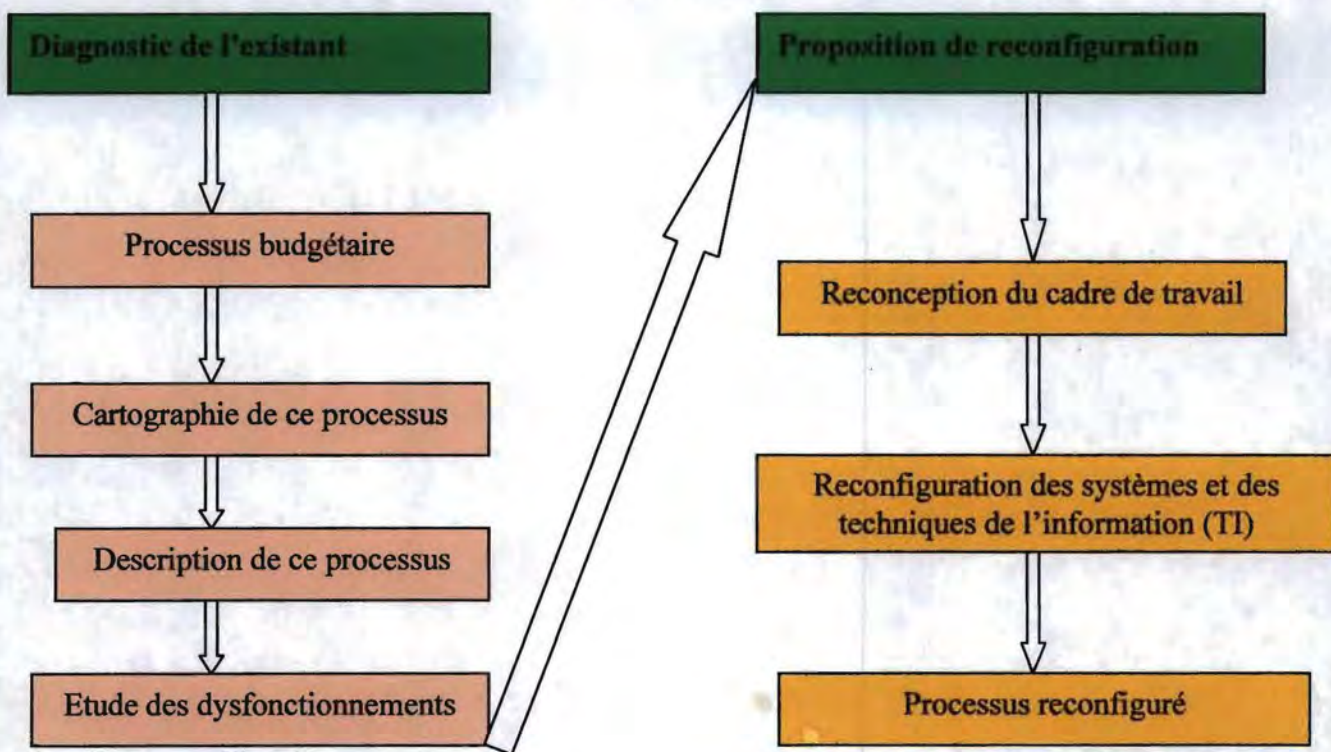 Diagnostic de l'existant
Processus budgétaire
Cartographie de ce processus
Description de ce processus
Etude des dysfonctionnements
Proposition de reconfiguration
Reconception du cadre de travail
Reconfiguration des systèmes et des
techniques de l'information (TI)
Processus reconfiguré